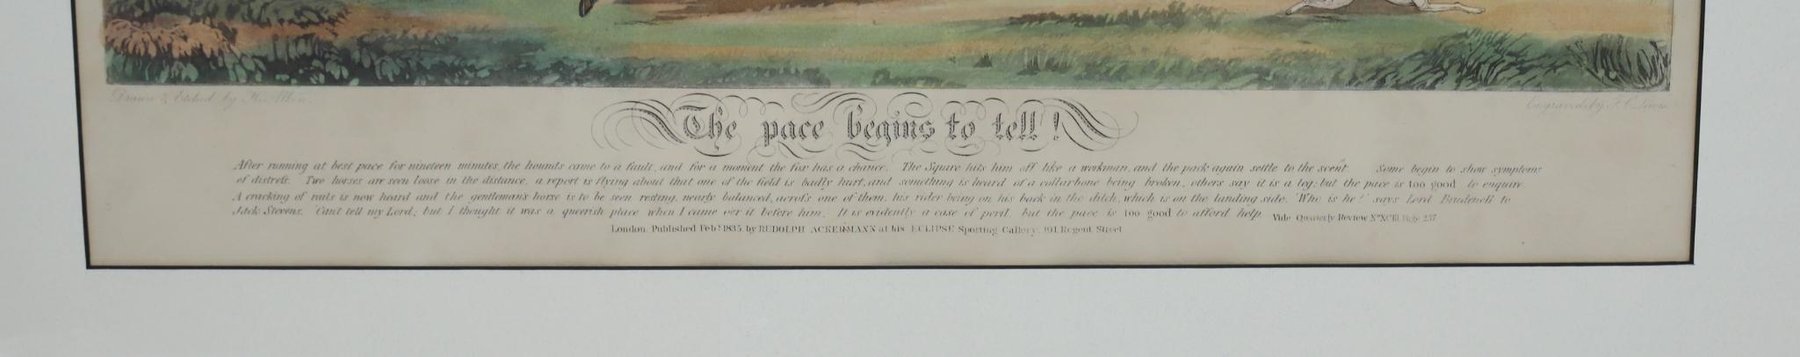 Drawn & Etched by Hy. Alken.
Engraved by F.
The pace begins to tell!
After running at best pace for nineteen minutes, the hounds came to a fault, and for a moment the fox has a chance. The Squire hits him off like a workman, and the pack again settle to the scent. Some begin to show symptoms
of distress. Two horses are seen loose in the distance, a report is flying about that one of the field is badly hurt, and something is heard of a collarbone being broken, others say it is a leg; but the pace is too good to enquire
A cracking of rails is now heard and the gentleman's horse is to be seen resting, nearly balanced, across one of them, his rider being on his back in the ditch, which is on the landing side. "Who is he?" says Lord Brudenell to
Jack Stevens. "Can't tell my Lord; but I thought it was a queerish place when I came o'er it before him." It is evidently a case of peril, but the pace is too good to afford help. Vide Quarterly Review No. XCIII. Page 237
London. Published Feby. 1835, by RUDOLPH ACKERMANN at his ECLIPSE Sporting Gallery, 191 Regent Street.